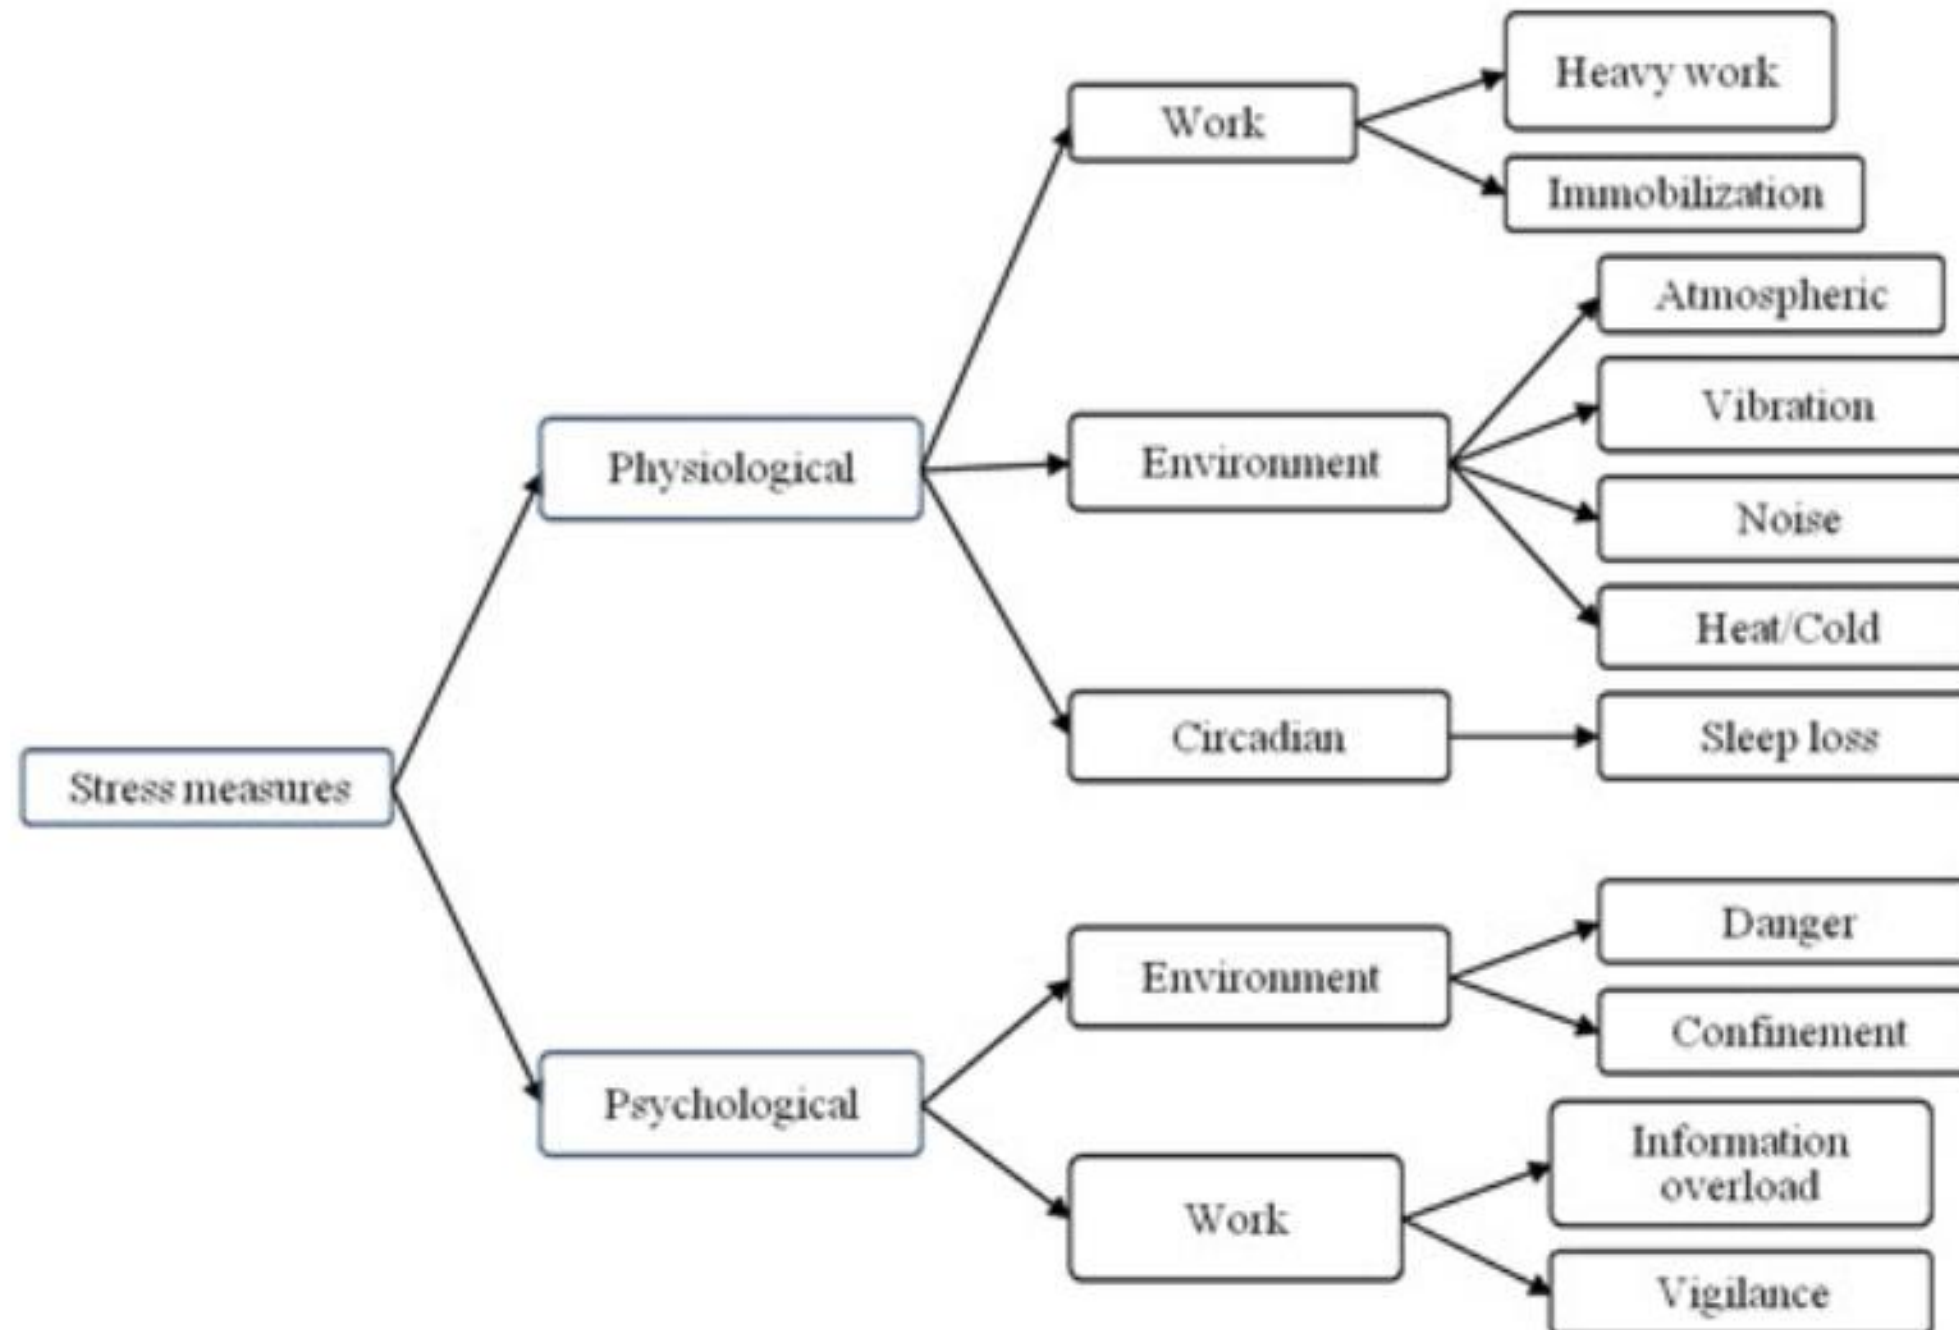 Heavy work
Work
Immobilization
Atmospheric
Vibration
Physiological
Environment
Noise
Heat/Cold
Circadian
Sleep loss
Stress measures
Danger
Environment
Confinement
Psychological
Information
overload
Work
Vigilance